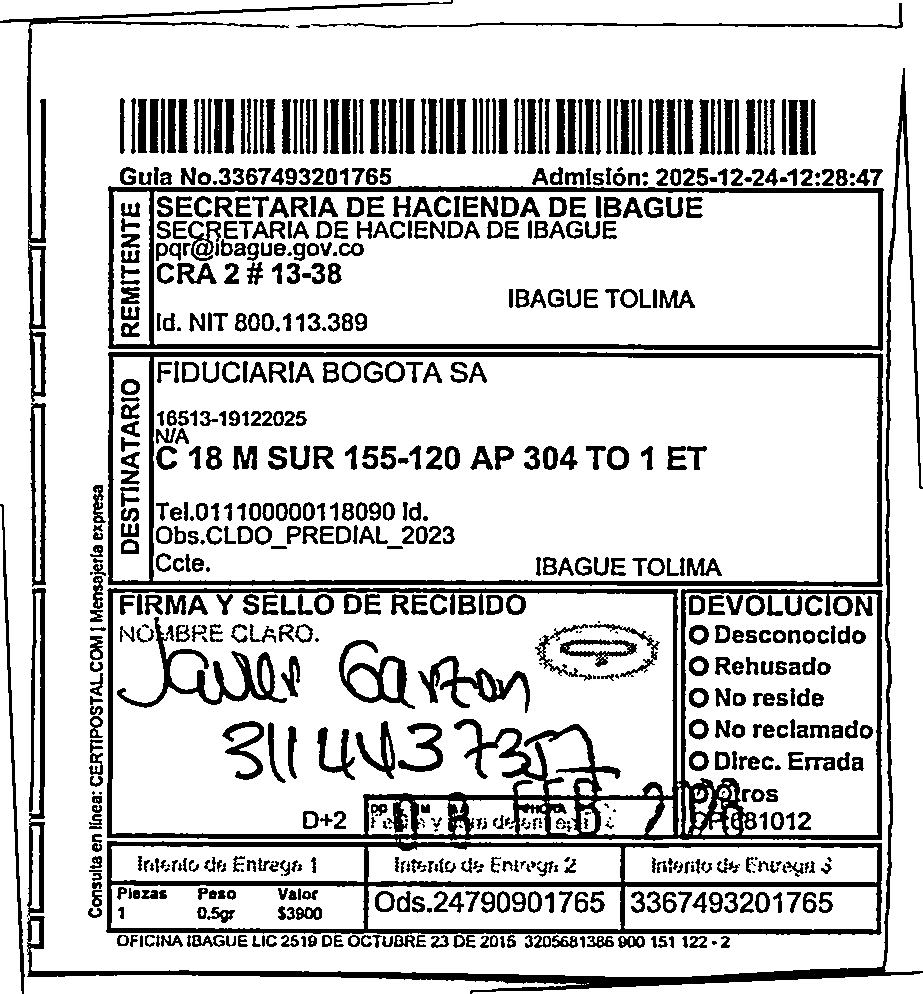 Guia No.3367493201765 Admisión: 2025-12-24-12:28:47
REMITENTE
SECRETARIA DE HACIENDA DE IBAGUE
SECRETARIA DE HACIENDA DE IBAGUE
pqr@ibague.gov.co
CRA 2 # 13-38
IBAGUE TOLIMA
Id. NIT 800.113.389
DESTINATARIO
FIDUCIARIA BOGOTA SA
16513-19122025
N/A
C 18 M SUR 155-120 AP 304 TO 1 ET
Tel.011100000118090 Id.
Obs.CLDO_PREDIAL_2023
Ccte. IBAGUE TOLIMA
Consulta en línea: CERTIPOSTAL.COM | Mensajería expresa
FIRMA Y SELLO DE RECIBIDO
NOMBRE CLARO.
Javier Garzon
DEVOLUCION
Desconocido
Rehusado
No reside
No reclamado
Direc. Errada
Otros
D+2
FEB
681012
Intento de Entrega 1 Intento de Entrega 2 Intento de Entrega 3
Piezas Peso Valor
1 0.5gr $3900
Ods.24790901765 3367493201765
OFICINA IBAGUE LIC 2519 DE OCTUBRE 23 DE 2015 3205681386 900 151 122 - 2